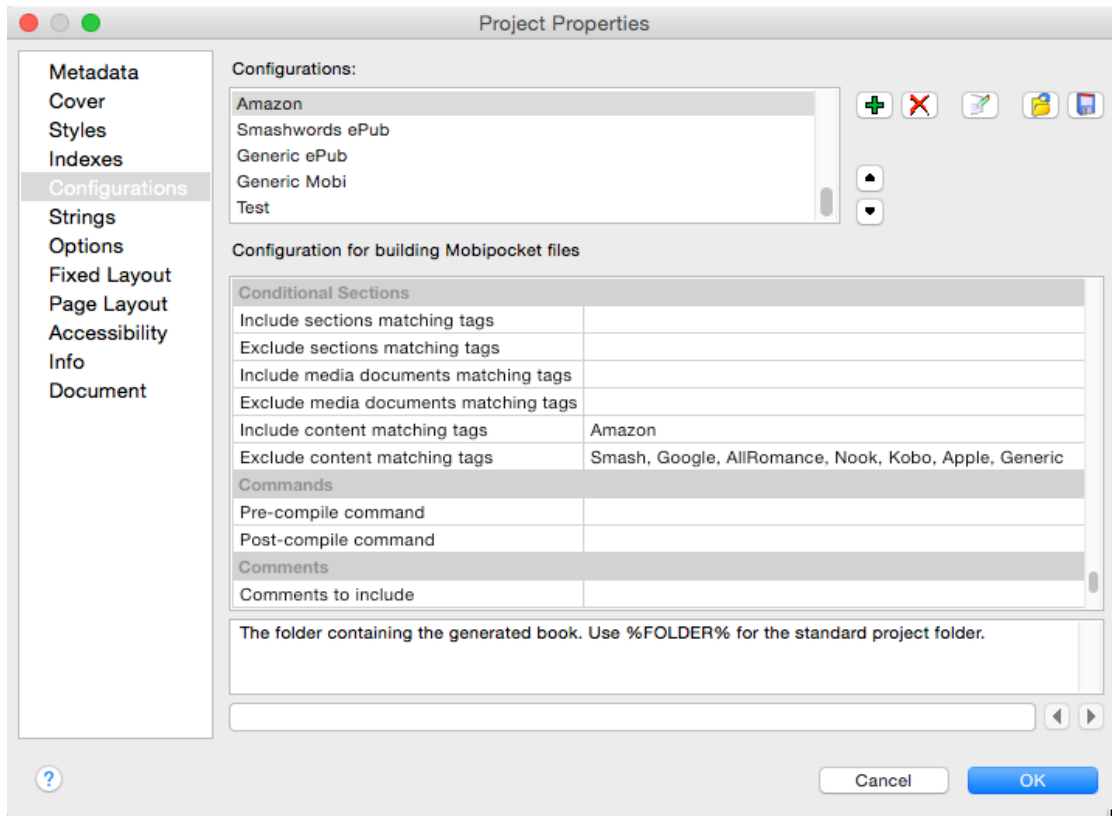 Project Properties
Metadata
Cover
Styles
Indexes
Configurations
Strings
Options
Fixed Layout
Page Layout
Accessibility
Info
Document
Configurations:
Amazon
Smashwords ePub
Generic ePub
Generic Mobi
Test
Configuration for building Mobipocket files
Conditional Sections
Include sections matching tags
Exclude sections matching tags
Include media documents matching tags
Exclude media documents matching tags
Include content matching tags Amazon
Exclude content matching tags Smash, Google, AllRomance, Nook, Kobo, Apple, Generic
Commands
Pre-compile command
Post-compile command
Comments
Comments to include
The folder containing the generated book. Use %FOLDER% for the standard project folder.
?
Cancel
OK